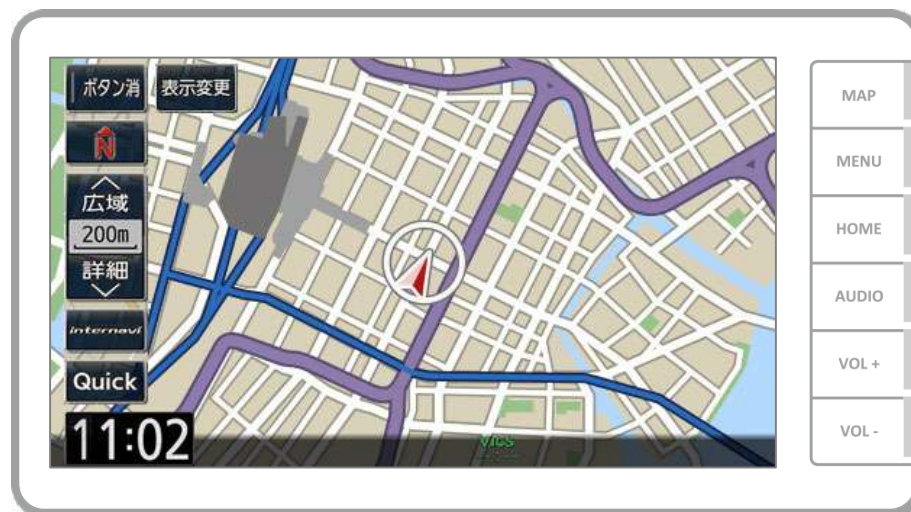 ボタン消
表示変更
N
広域
200m
詳細
internavi
Quick
11:02
VICS
MAP
MENU
HOME
AUDIO
VOL +
VOL -